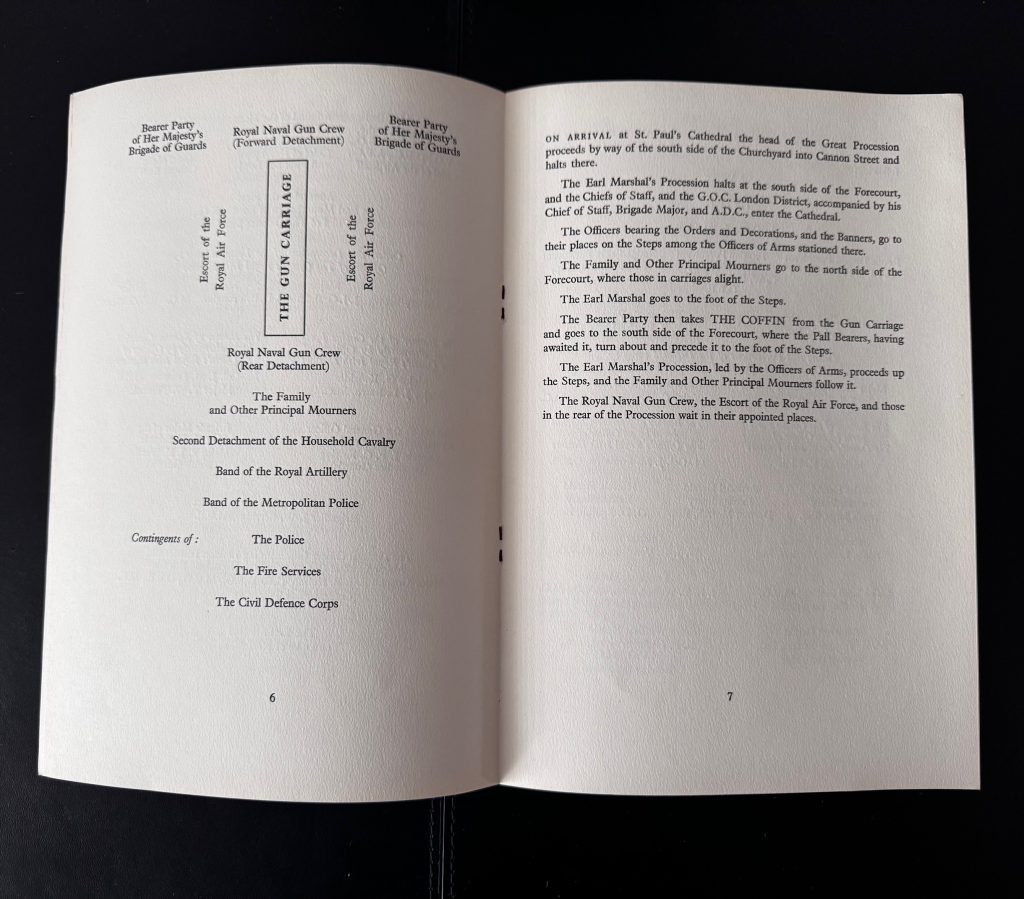 Bearer Party
of Her Majesty's
Brigade of Guards
Royal Naval Gun Crew
(Forward Detachment)
Bearer Party
of Her Majesty's
Brigade of Guards
Escort of the
Royal Air Force
THE GUN CARRIAGE
Escort of the
Royal Air Force
Royal Naval Gun Crew
(Rear Detachment)
The Family
and Other Principal Mourners
Second Detachment of the Household Cavalry
Band of the Royal Artillery
Band of the Metropolitan Police
Contingents of : The Police
The Fire Services
The Civil Defence Corps
6
ON ARRIVAL at St. Paul's Cathedral the head of the Great Procession
proceeds by way of the south side of the Churchyard into Cannon Street and
halts there.
The Earl Marshal's Procession halts at the south side of the Forecourt,
and the Chiefs of Staff, and the G.O.C. London District, accompanied by his
Chief of Staff, Brigade Major, and A.D.C., enter the Cathedral.
The Officers bearing the Orders and Decorations, and the Banners, go to
their places on the Steps among the Officers of Arms stationed there.
The Family and Other Principal Mourners go to the north side of the
Forecourt, where those in carriages alight.
The Earl Marshal goes to the foot of the Steps.
The Bearer Party then takes THE COFFIN from the Gun Carriage
and goes to the south side of the Forecourt, where the Pall Bearers, having
awaited it, turn about and precede it to the foot of the Steps.
The Earl Marshal's Procession, led by the Officers of Arms, proceeds up
the Steps, and the Family and Other Principal Mourners follow it.
The Royal Naval Gun Crew, the Escort of the Royal Air Force, and those
in the rear of the Procession wait in their appointed places.
7